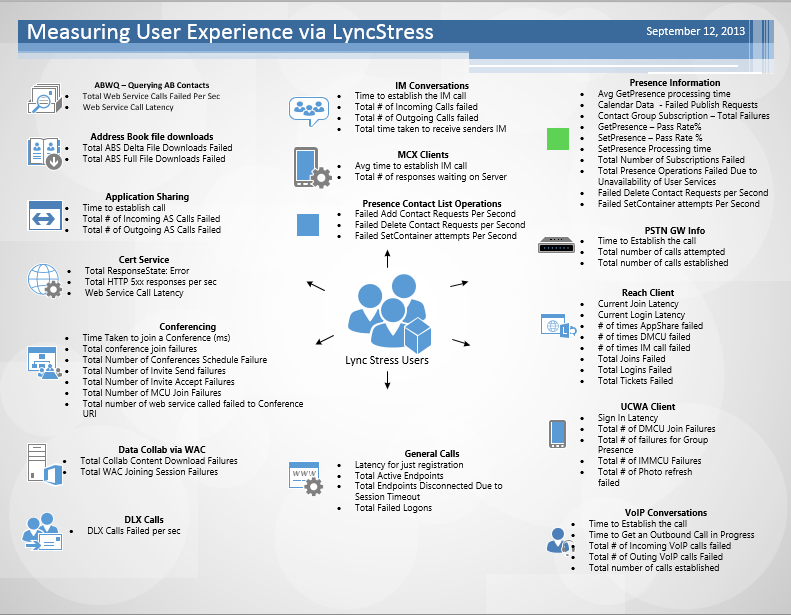 Measuring User Experience via LyncStress
September 12, 2013
ABWQ – Querying AB Contacts
• Total Web Service Calls Failed Per Sec
• Web Service Call Latency
Address Book file downloads
• Total ABS Delta File Downloads Failed
• Total ABS Full File Downloads Failed
Application Sharing
• Time to establish call
• Total # of Incoming AS Calls Failed
• Total # of Outgoing AS Calls Failed
Cert Service
• Total ResponseState: Error
• Total HTTP 5xx responses per sec
• Web Service Call Latency
Conferencing
• Time Taken to join a Conference (ms)
• Total conference join failures
• Total Number of Conferences Schedule Failure
• Total Number of Invite Send failures
• Total Number of Invite Accept Failures
• Total Number of MCU Join Failures
• Total number of web service called failed to Conference
URI
Data Collab via WAC
• Total Collab Content Download Failures
• Total WAC Joining Session Failures
DLX Calls
• DLX Calls Failed per sec
IM Conversations
• Time to establish the IM call
• Total # of Incoming Calls failed
• Total # of Outgoing Calls failed
• Total time taken to receive senders IM
MCX Clients
• Avg time to establish IM call
• Total # of responses waiting on Server
Presence Contact List Operations
• Failed Add Contact Requests Per Second
• Failed Delete Contact Requests per Second
• Failed SetContainer attempts Per Second
Lync Stress Users
General Calls
www
• Latency for just registration
• Total Active Endpoints
• Total Endpoints Disconnected Due to
Session Timeout
• Total Failed Logons
Presence Information
• Avg GetPresence processing time
• Calendar Data - Failed Publish Requests
• Contact Group Subscription – Total Failures
• GetPresence – Pass Rate%
• SetPresence – Pass Rate %
• SetPresence Processing time
• Total Number of Subscriptions Failed
• Total Presence Operations Failed Due to
Unavailability of User Services
• Failed Delete Contact Requests per Second
• Failed SetContainer attempts Per Second
PSTN GW Info
• Time to Establish the call
• Total number of calls attempted
• Total number of calls established
Reach Client
• Current Join Latency
• Current Login Latency
• # of times AppShare failed
• # of times DMCU failed
• # of times IM call failed
• Total Joins Failed
• Total Logins Failed
• Total Tickets Failed
UCWA Client
• Sign In Latency
• Total # of DMCU Join Failures
• Total # of failures for Group
Presence
• Total # of IMMCU Failures
• Total # of Photo refresh
failed
VoIP Conversations
• Time to Establish the call
• Time to Get an Outbound Call in Progress
• Total # of Incoming VoIP calls failed
• Total # of Outing VoIP calls Failed
• Total number of calls established